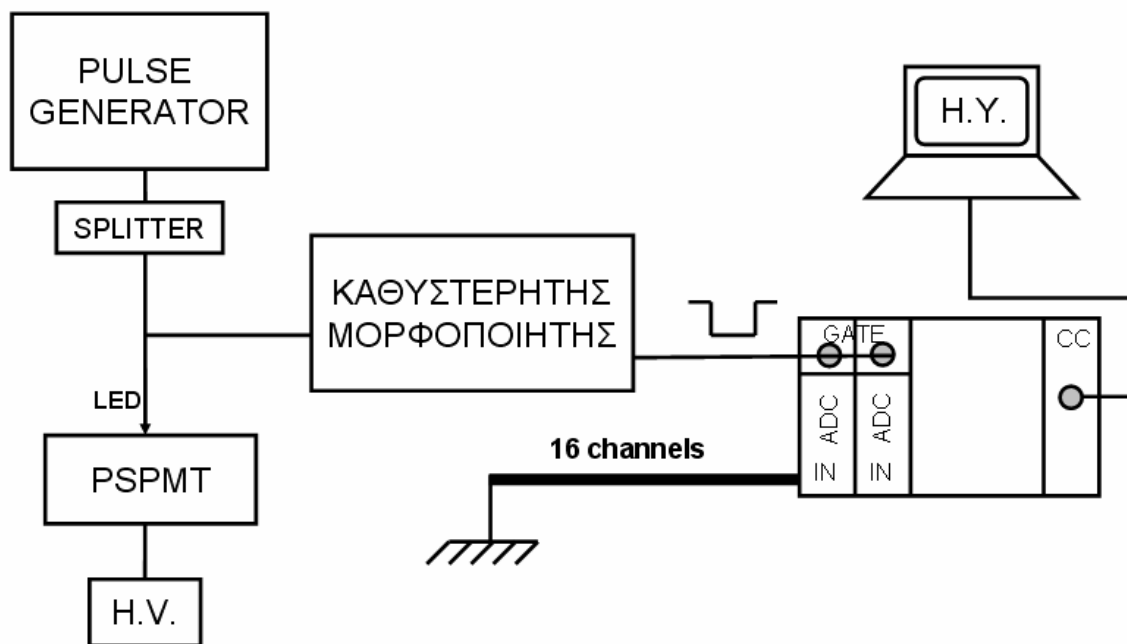 PULSE
GENERATOR
SPLITTER
ΚΑΘΥΣΤΕΡΗΤΗΣ
ΜΟΡΦΟΠΟΙΗΤΗΣ
LED
PSPMT
H.V.
16 channels
H.Y.
GATE
CC
ADC
ADC
IN
IN